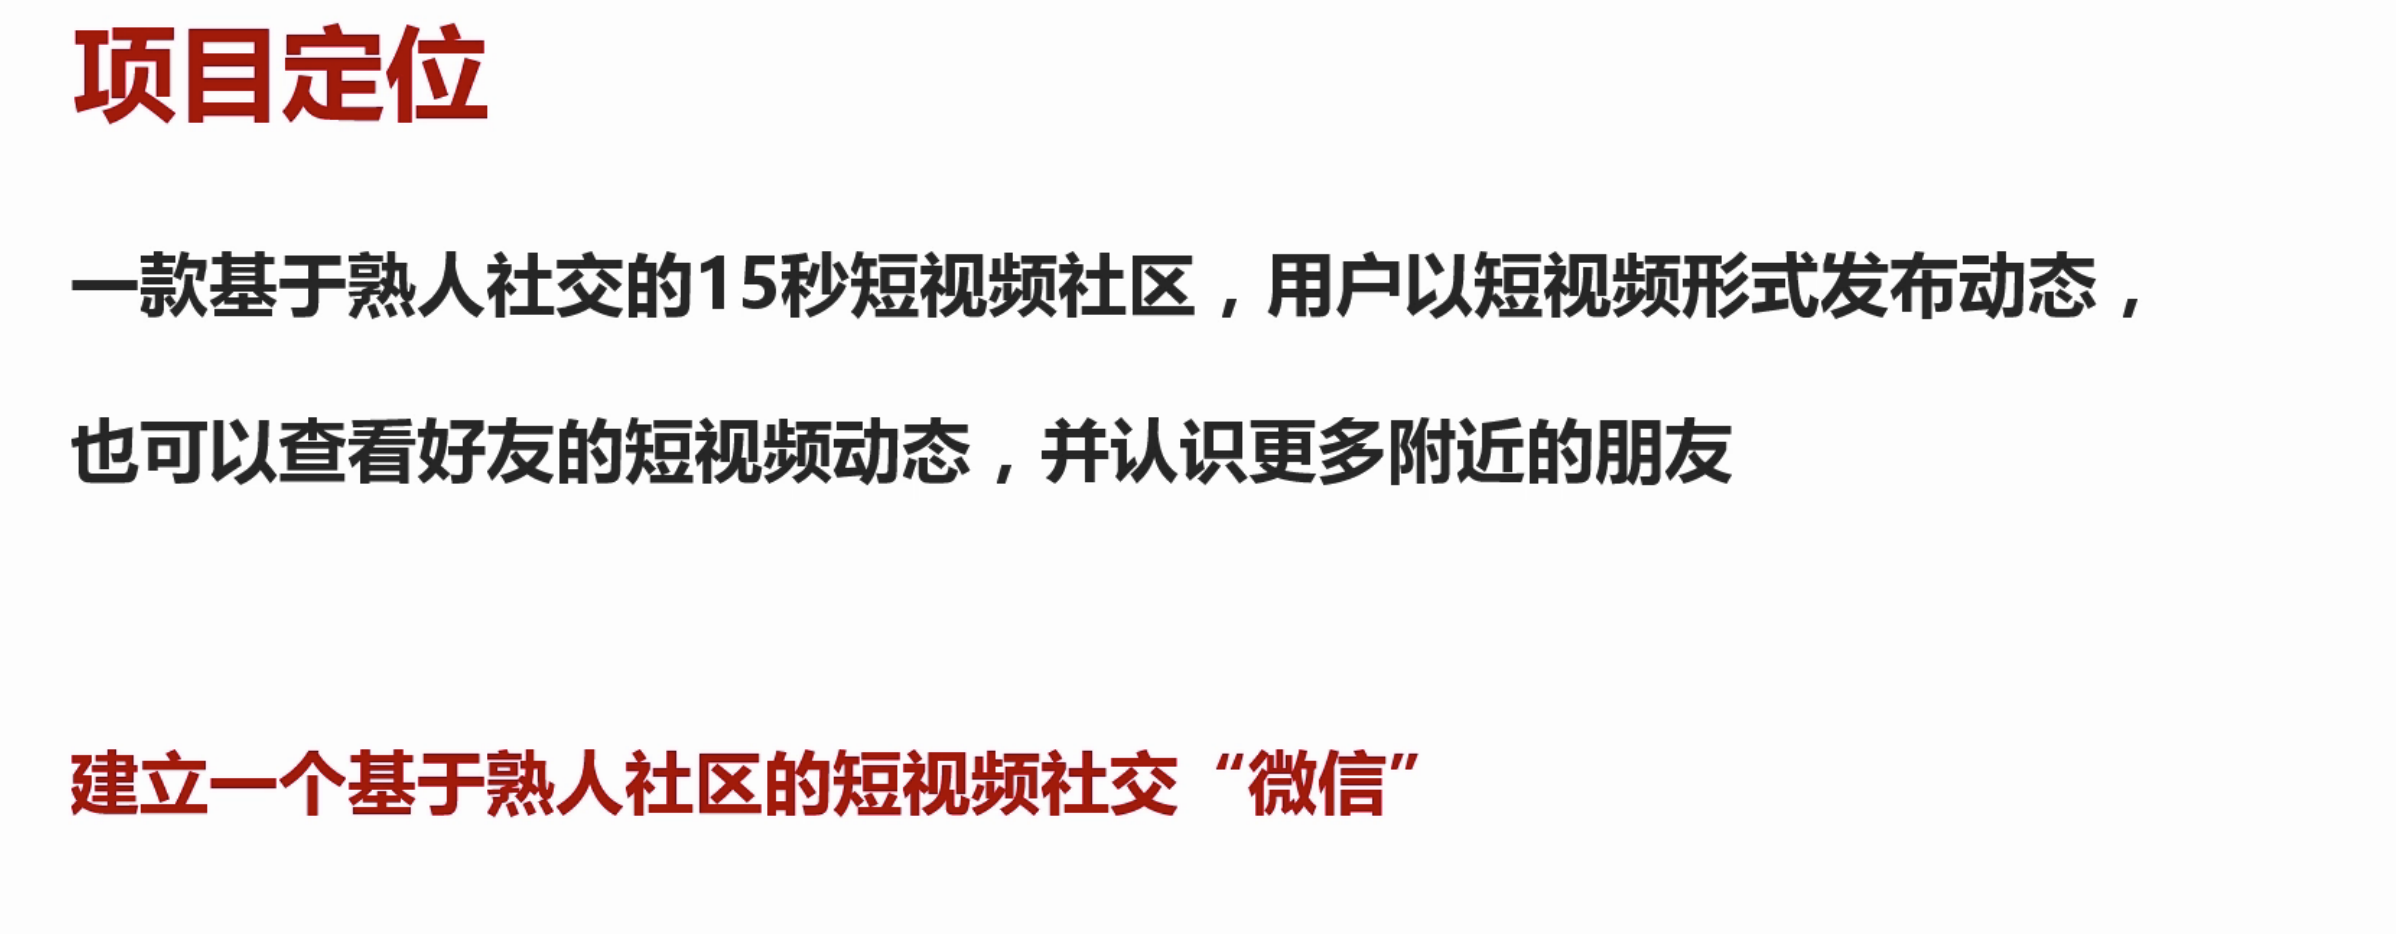 项目定位
一款基于熟人社交的15秒短视频社区，用户以短视频形式发布动态，
也可以查看好友的短视频动态，并认识更多附近的朋友
建立一个基于熟人社区的短视频社交“微信”